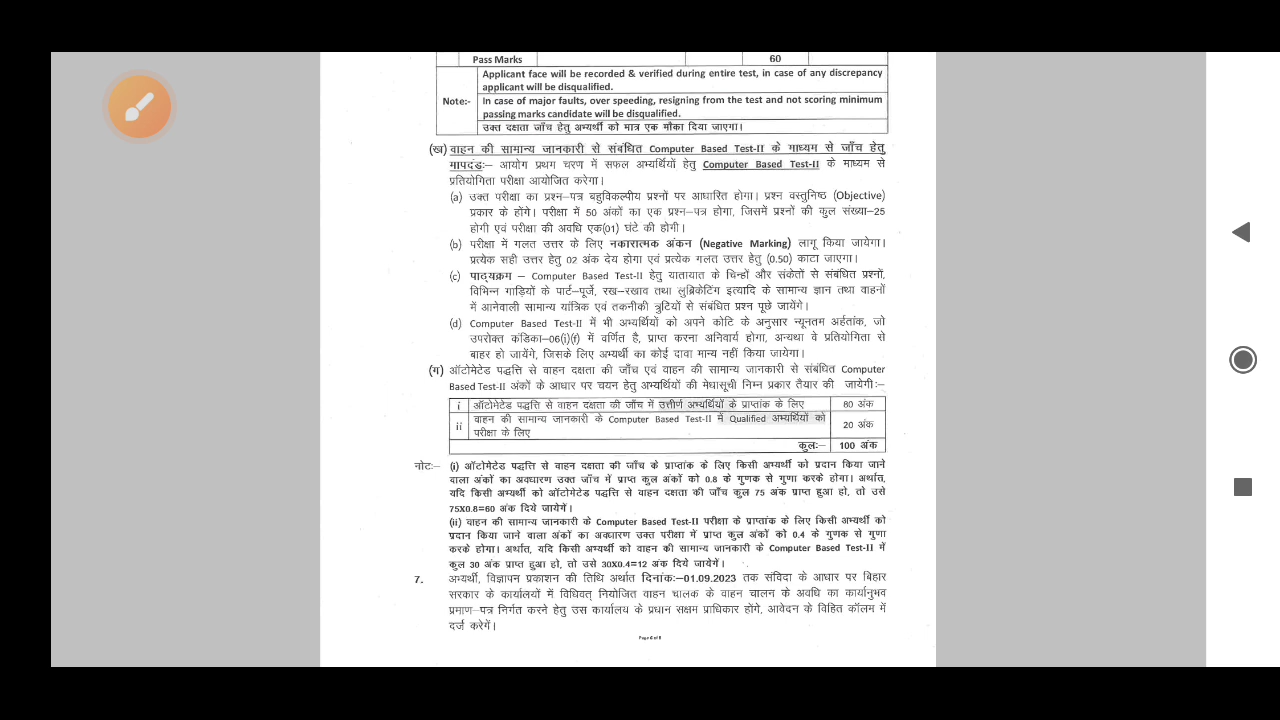 Pass Marks 60
Applicant face will be recorded & verified during entire test, in case of any discrepancy
applicant will be disqualified.
Note:- In case of major faults, over speeding, resigning from the test and not scoring minimum
passing marks candidate will be disqualified.
उक्त दक्षता जाँच हेतु अभ्यर्थी को मात्र एक मौका दिया जाएगा।
(ख) वाहन की सामान्य जानकारी से संबंधित Computer Based Test-II के माध्यम से जाँच हेतु
मापदंडः– आयोग प्रथम चरण में सफल अभ्यर्थियों हेतु Computer Based Test-II के माध्यम से
प्रतियोगिता परीक्षा आयोजित करेगा।
(a) उक्त परीक्षा का प्रश्न–पत्र बहुविकल्पीय प्रश्नों पर आधारित होगा। प्रश्न वस्तुनिष्ठ (Objective)
प्रकार के होंगे। परीक्षा में 50 अंकों का एक प्रश्न–पत्र होगा, जिसमें प्रश्नों की कुल संख्या–25
होगी एवं परीक्षा की अवधि एक(01) घंटे की होगी।
(b) परीक्षा में गलत उत्तर के लिए नकारात्मक अंकन (Negative Marking) लागू किया जायेगा।
प्रत्येक सही उत्तर हेतु 02 अंक देय होगा एवं प्रत्येक गलत उत्तर हेतु (0.50) काटा जाएगा।
(c) पाठ्यक्रम – Computer Based Test-II हेतु यातायात के चिन्हों और संकेतों से संबंधित प्रश्नों,
विभिन्न गाड़ियों के पार्ट–पूर्जे, रख–रखाव तथा लुब्रिकेटिंग इत्यादि के सामान्य ज्ञान तथा वाहनों
में आनेवाली सामान्य यांत्रिक एवं तकनीकी त्रुटियों से संबंधित प्रश्न पूछे जायेंगे।
(d) Computer Based Test-II में भी अभ्यर्थियों को अपने कोटि के अनुसार न्यूनतम अर्हतांक, जो
उपरोक्त कंडिका–06(i)(f) में वर्णित है, प्राप्त करना अनिवार्य होगा, अन्यथा वे प्रतियोगिता से
बाहर हो जायेंगे, जिसके लिए अभ्यर्थी का कोई दावा मान्य नहीं किया जायेगा।
(ग) ऑटोमेटेड पद्धति से वाहन दक्षता की जाँच एवं वाहन की सामान्य जानकारी से संबंधित Computer
Based Test-II अंकों के आधार पर चयन हेतु अभ्यर्थियों की मेधासूची निम्न प्रकार तैयार की जायेगी:–
i ऑटोमेटेड पद्धति से वाहन दक्षता की जाँच में उत्तीर्ण अभ्यर्थियों के प्राप्तांक के लिए 80 अंक
ii वाहन की सामान्य जानकारी के Computer Based Test-II में Qualified अभ्यर्थियों को
परीक्षा के लिए 20 अंक
कुलः– 100 अंक
नोटः– (i) ऑटोमेटेड पद्धति से वाहन दक्षता की जाँच के प्राप्तांक के लिए किसी अभ्यर्थी को प्रदान किया जाने
वाला अंकों का अवधारण उक्त जाँच में प्राप्त कुल अंकों को 0.8 के गुणक से गुणा करके होगा। अर्थात्,
यदि किसी अभ्यर्थी को ऑटोमेटेड पद्धति से वाहन दक्षता की जाँच कुल 75 अंक प्राप्त हुआ हो, तो उसे
75X0.8=60 अंक दिये जायेगें।
(ii) वाहन की सामान्य जानकारी के Computer Based Test-II परीक्षा के प्राप्तांक के लिए किसी अभ्यर्थी को
प्रदान किया जाने वाला अंकों का अवधारण उक्त परीक्षा में प्राप्त कुल अंकों को 0.4 के गुणक से गुणा
करके होगा। अर्थात्, यदि किसी अभ्यर्थी को वाहन की सामान्य जानकारी के Computer Based Test-II में
कुल 30 अंक प्राप्त हुआ हो, तो उसे 30X0.4=12 अंक दिये जायेगें।
7. अभ्यर्थी, विज्ञापन प्रकाशन की तिथि अर्थात दिनांकः–01.09.2023 तक संविदा के आधार पर बिहार
सरकार के कार्यालयों में विधिवत् नियोजित वाहन चालक के वाहन चालन के अवधि का कार्यानुभव
प्रमाण–पत्र निर्गत करने हेतु उस कार्यालय के प्रधान सक्षम प्राधिकार होंगे, आवेदन के विहित कॉलम में
दर्ज करेगें।
Page 6 of 8